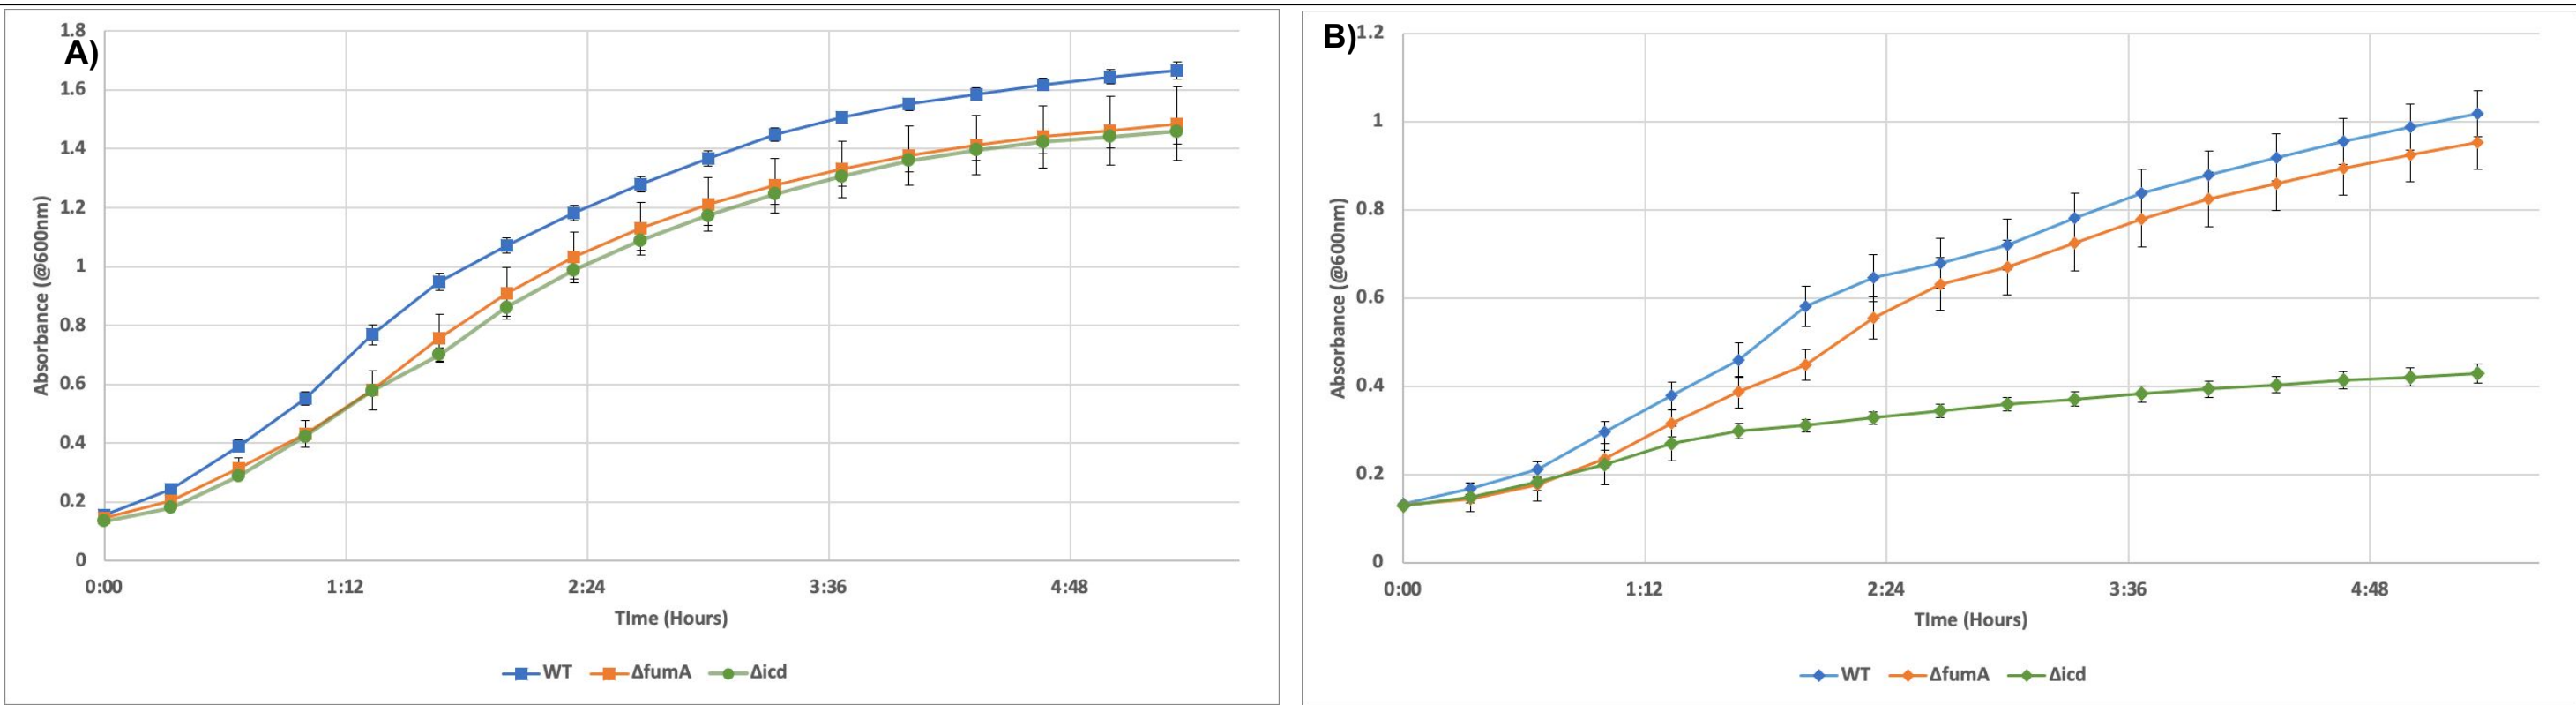 A)
1.8
1.6
1.4
1.2
1
0.8
0.6
0.4
0.2
0
Absorbance (@600nm)
0:00 1:12 2:24 3:36 4:48
TIme (Hours)
WT ΔfumA Δicd
B)
1.2
1
0.8
0.6
0.4
0.2
0
Absorbance (@600nm)
0:00 1:12 2:24 3:36 4:48
TIme (Hours)
WT ΔfumA Δicd